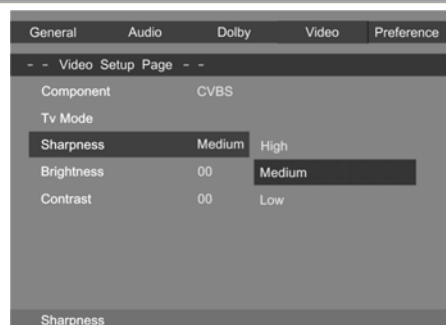 General Audio Dolby Video Preference
- - Video Setup Page - -
Component CVBS
Tv Mode
Sharpness Medium High
Brightness 00 Medium
Contrast 00 Low
Sharpness